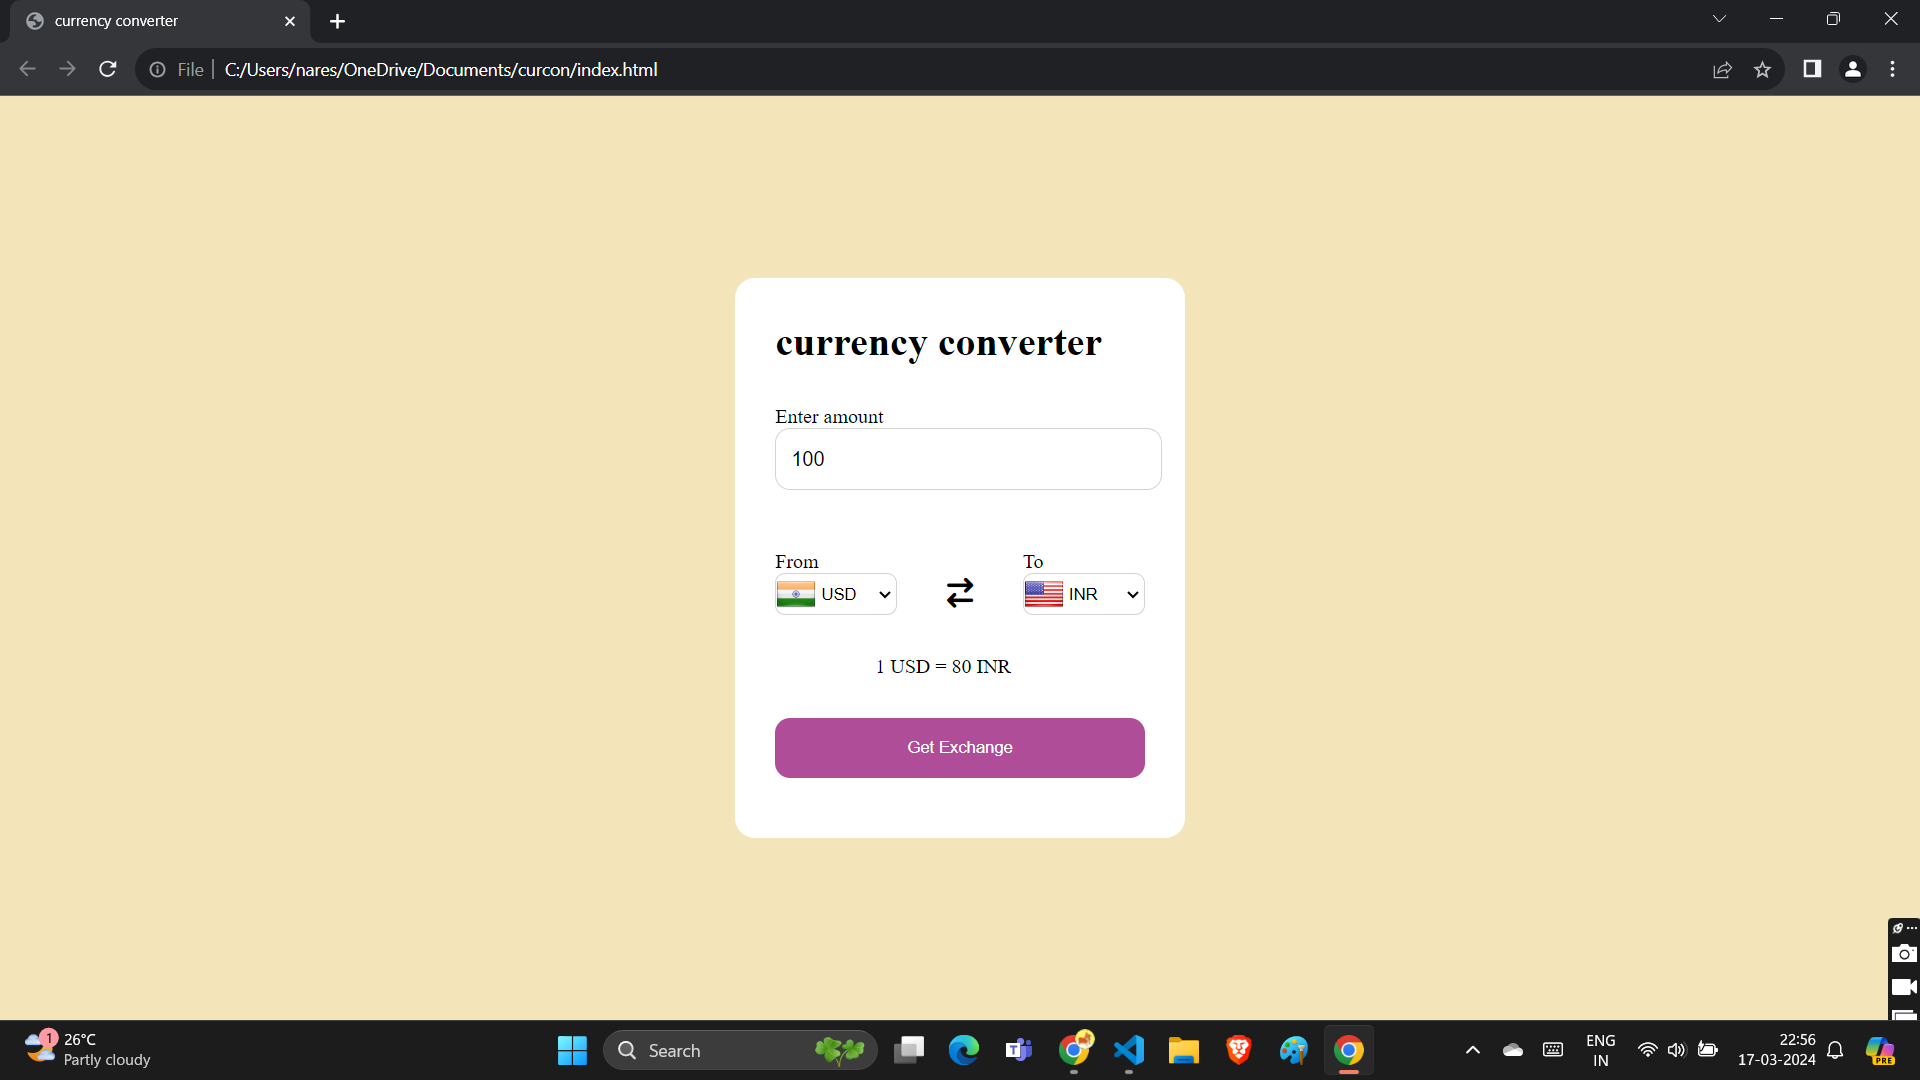 currency converter
File
C:/Users/nares/OneDrive/Documents/curcon/index.html
currency converter
Enter amount
100
From
To
USD
INR
1 USD = 80 INR
Get Exchange
1
26°C
Partly cloudy
Search
T
ENG
IN
22:56
17-03-2024
PRE